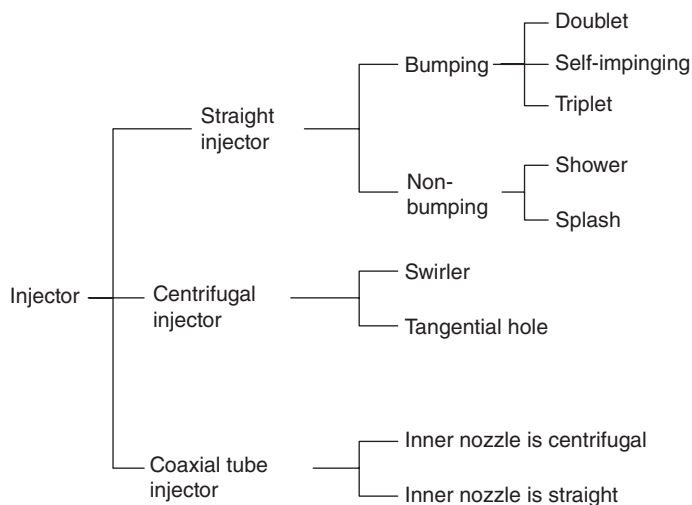 Doublet
Bumping
Self-impinging
Triplet
Straight
injector
Shower
Non-
bumping
Splash
Swirler
Injector
Centrifugal
injector
Tangential hole
Inner nozzle is centrifugal
Coaxial tube
injector
Inner nozzle is straight